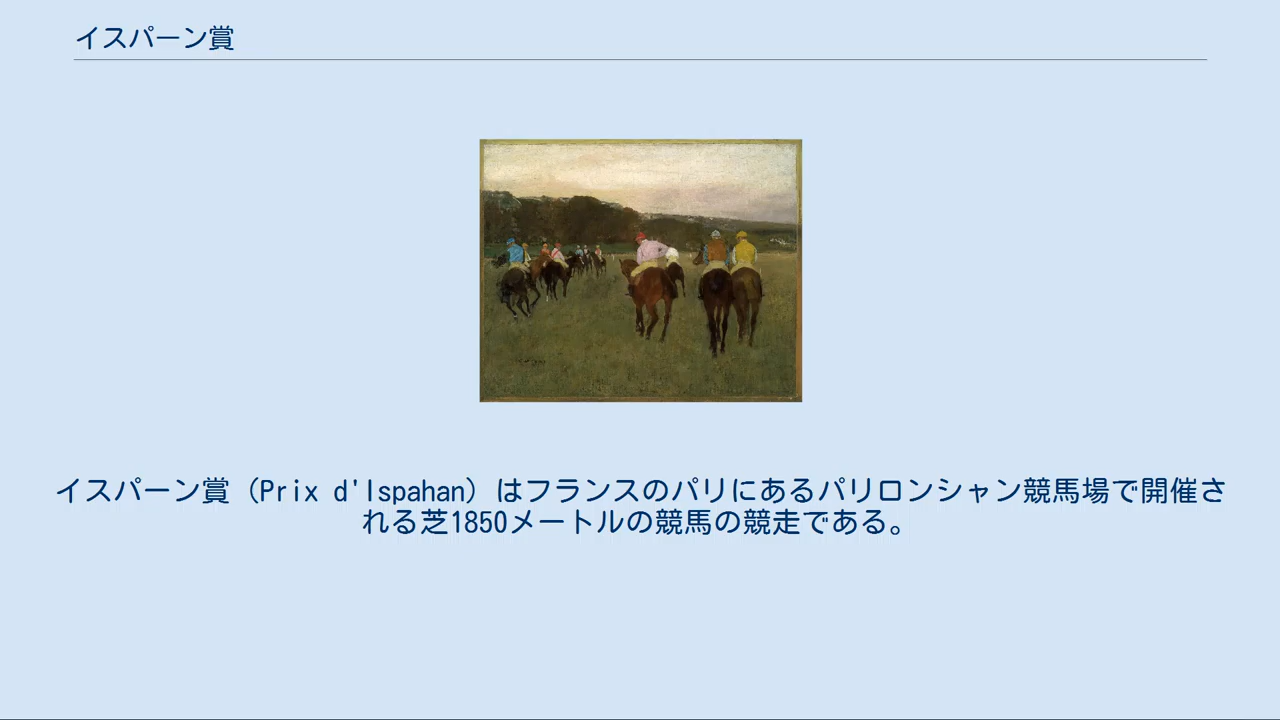 イスパーン賞
イスパーン賞（Prix d'Ispahan）はフランスのパリにあるパリロンシャン競馬場で開催さ
れる芝1850メートルの競馬の競走である。